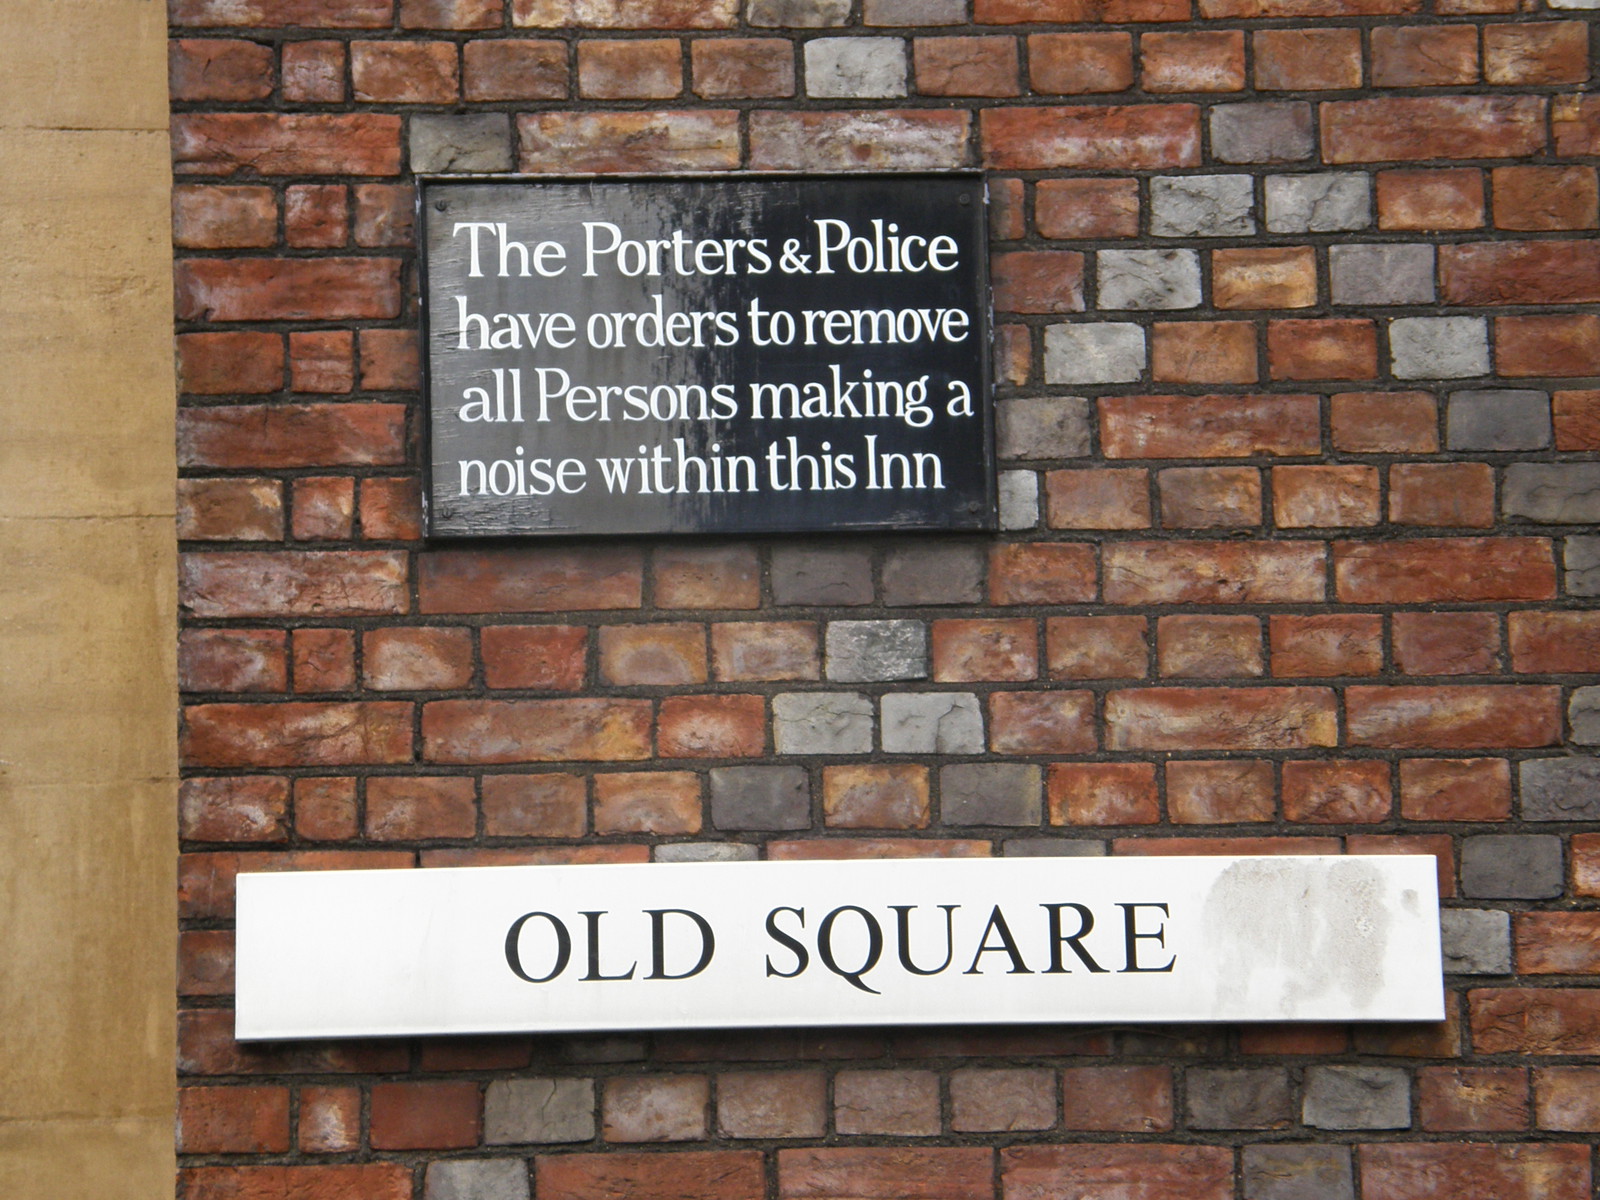 The Porters & Police
have orders to remove
all Persons making a
noise within this Inn
OLD SQUARE